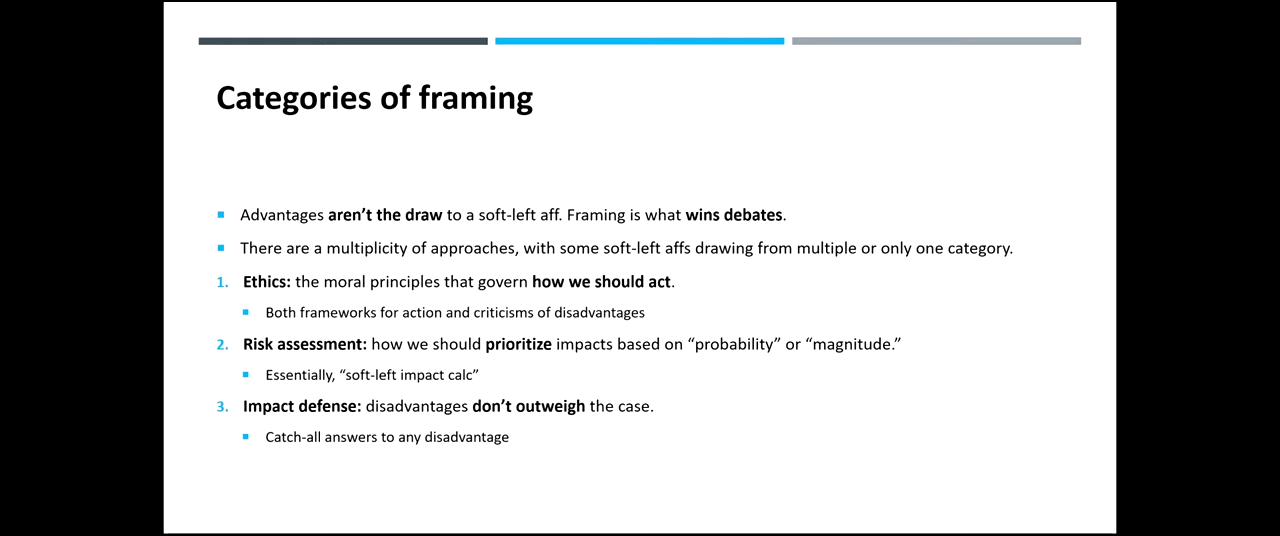 Categories of framing
Advantages aren’t the draw to a soft-left aff. Framing is what wins debates.
There are a multiplicity of approaches, with some soft-left affs drawing from multiple or only one category.
1. Ethics: the moral principles that govern how we should act.
Both frameworks for action and criticisms of disadvantages
2. Risk assessment: how we should prioritize impacts based on “probability” or “magnitude.”
Essentially, “soft-left impact calc”
3. Impact defense: disadvantages don’t outweigh the case.
Catch-all answers to any disadvantage